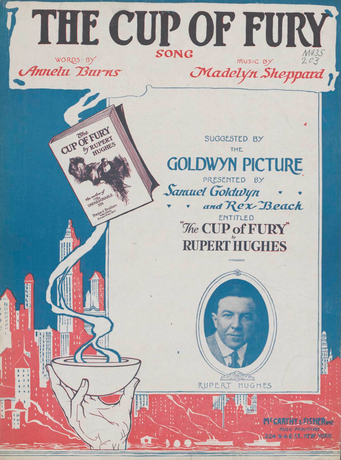 THE CUP OF FURY
SONG
WORDS BY
Annelu Burns
MUSIC BY
Madelyn Sheppard
M435
203
The
CUP OF FURY
by RUPERT
HUGHES
SUGGESTED BY
THE
GOLDWYN PICTURE
PRESENTED BY
Samuel Goldwyn
and Rex Beach
ENTITLED
"The CUP of FURY"
by
RUPERT HUGHES
RUPERT HUGHES
McCARTHY & FISHER INC
NEW YORK